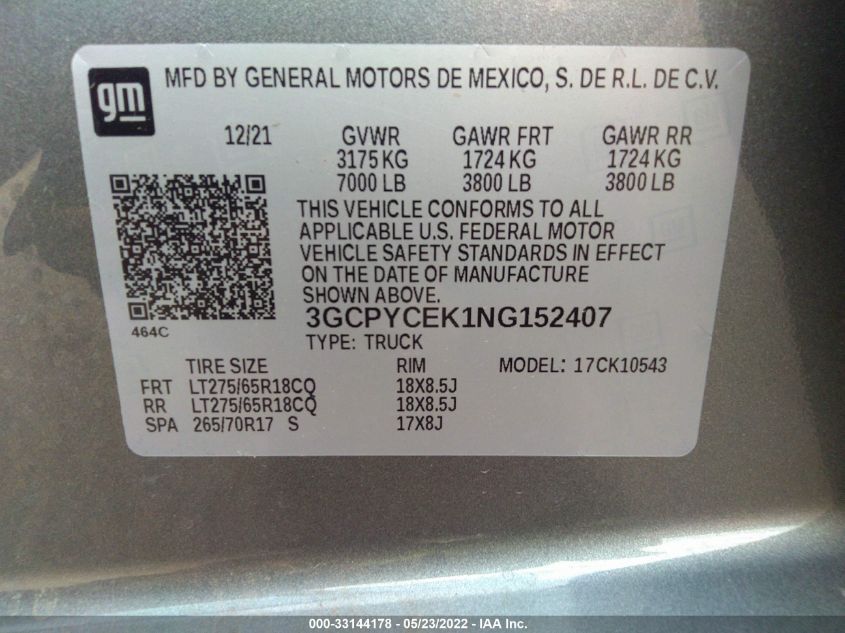 gm
MFD BY GENERAL MOTORS DE MEXICO, S. DE R.L. DE C.V.
12/21 GVWR GAWR FRT GAWR RR
3175 KG 1724 KG 1724 KG
7000 LB 3800 LB 3800 LB
THIS VEHICLE CONFORMS TO ALL
APPLICABLE U.S. FEDERAL MOTOR
VEHICLE SAFETY STANDARDS IN EFFECT
ON THE DATE OF MANUFACTURE
SHOWN ABOVE.
464C
3GCPYCEK1NG152407
TYPE: TRUCK
TIRE SIZE RIM MODEL: 17CK10543
FRT LT275/65R18CQ 18X8.5J
RR LT275/65R18CQ 18X8.5J
SPA 265/70R17 S 17X8J
000-33144178 - 05/23/2022 - IAA Inc.